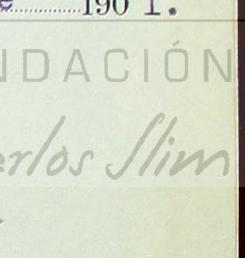 190 1.
NDACIÓN
rlos Slim